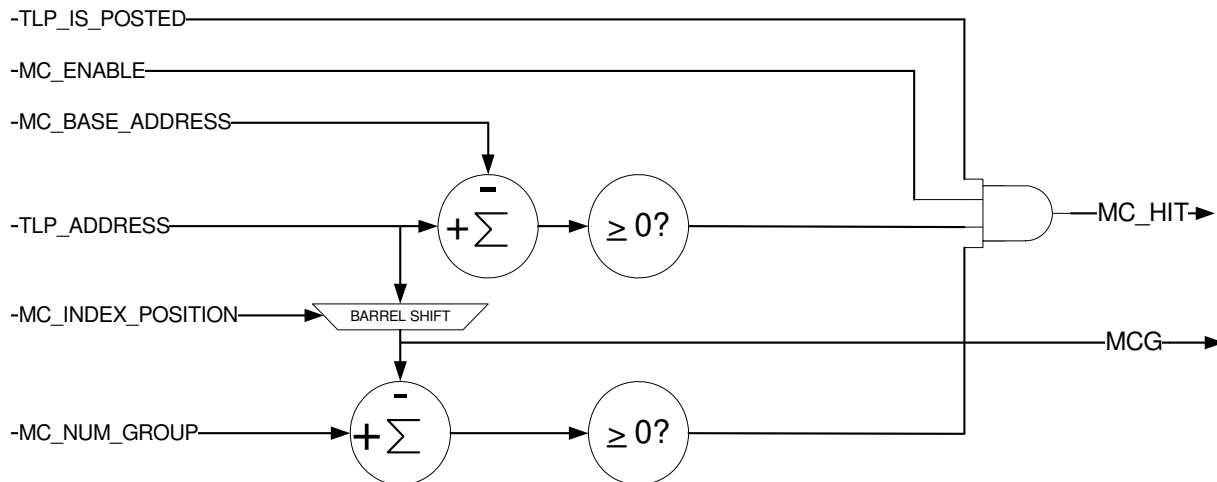 -TLP_IS_POSTED
-MC_ENABLE
-MC_BASE_ADDRESS
-
-TLP_ADDRESS
+ Σ
≥ 0?
MC_HIT
-MC_INDEX_POSITION
BARREL SHIFT
MCG
-
-MC_NUM_GROUP
+ Σ
≥ 0?